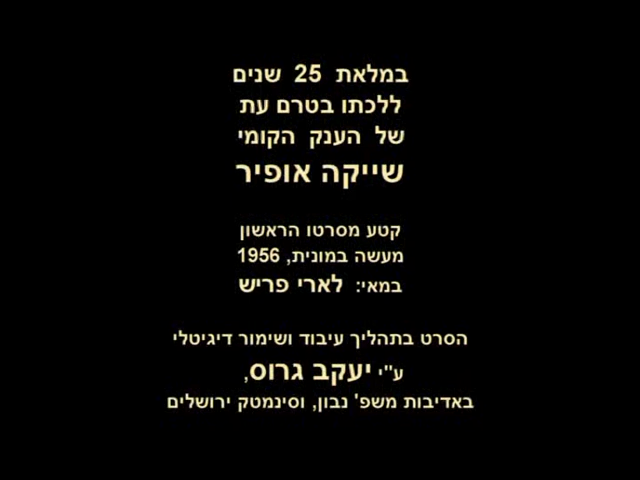 במלאת 25 שנים
ללכתו בטרם עת
של הענק הקומי
שייקה אופיר
קטע מסרטו הראשון
מעשה במונית, 1956
במאי: לארי פריש
הסרט בתהליך עיבוד ושימור דיגיטלי
ע"י יעקב גרוס,
באדיבות משפ' נבון, וסינמטק ירושלים